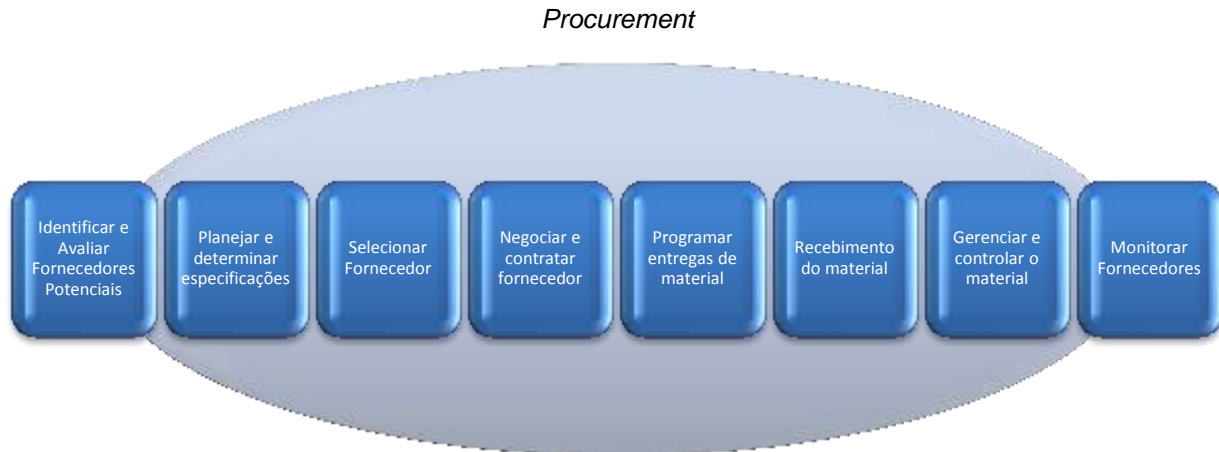 Procurement
Identificar e
Avaliar
Fornecedores
Potenciais
Planejar e
determinar
especificações
Selecionar
Fornecedor
Negociar e
contratar
fornecedor
Programar
entregas de
material
Recebimento
do material
Gerenciar e
controlar o
material
Monitorar
Fornecedores